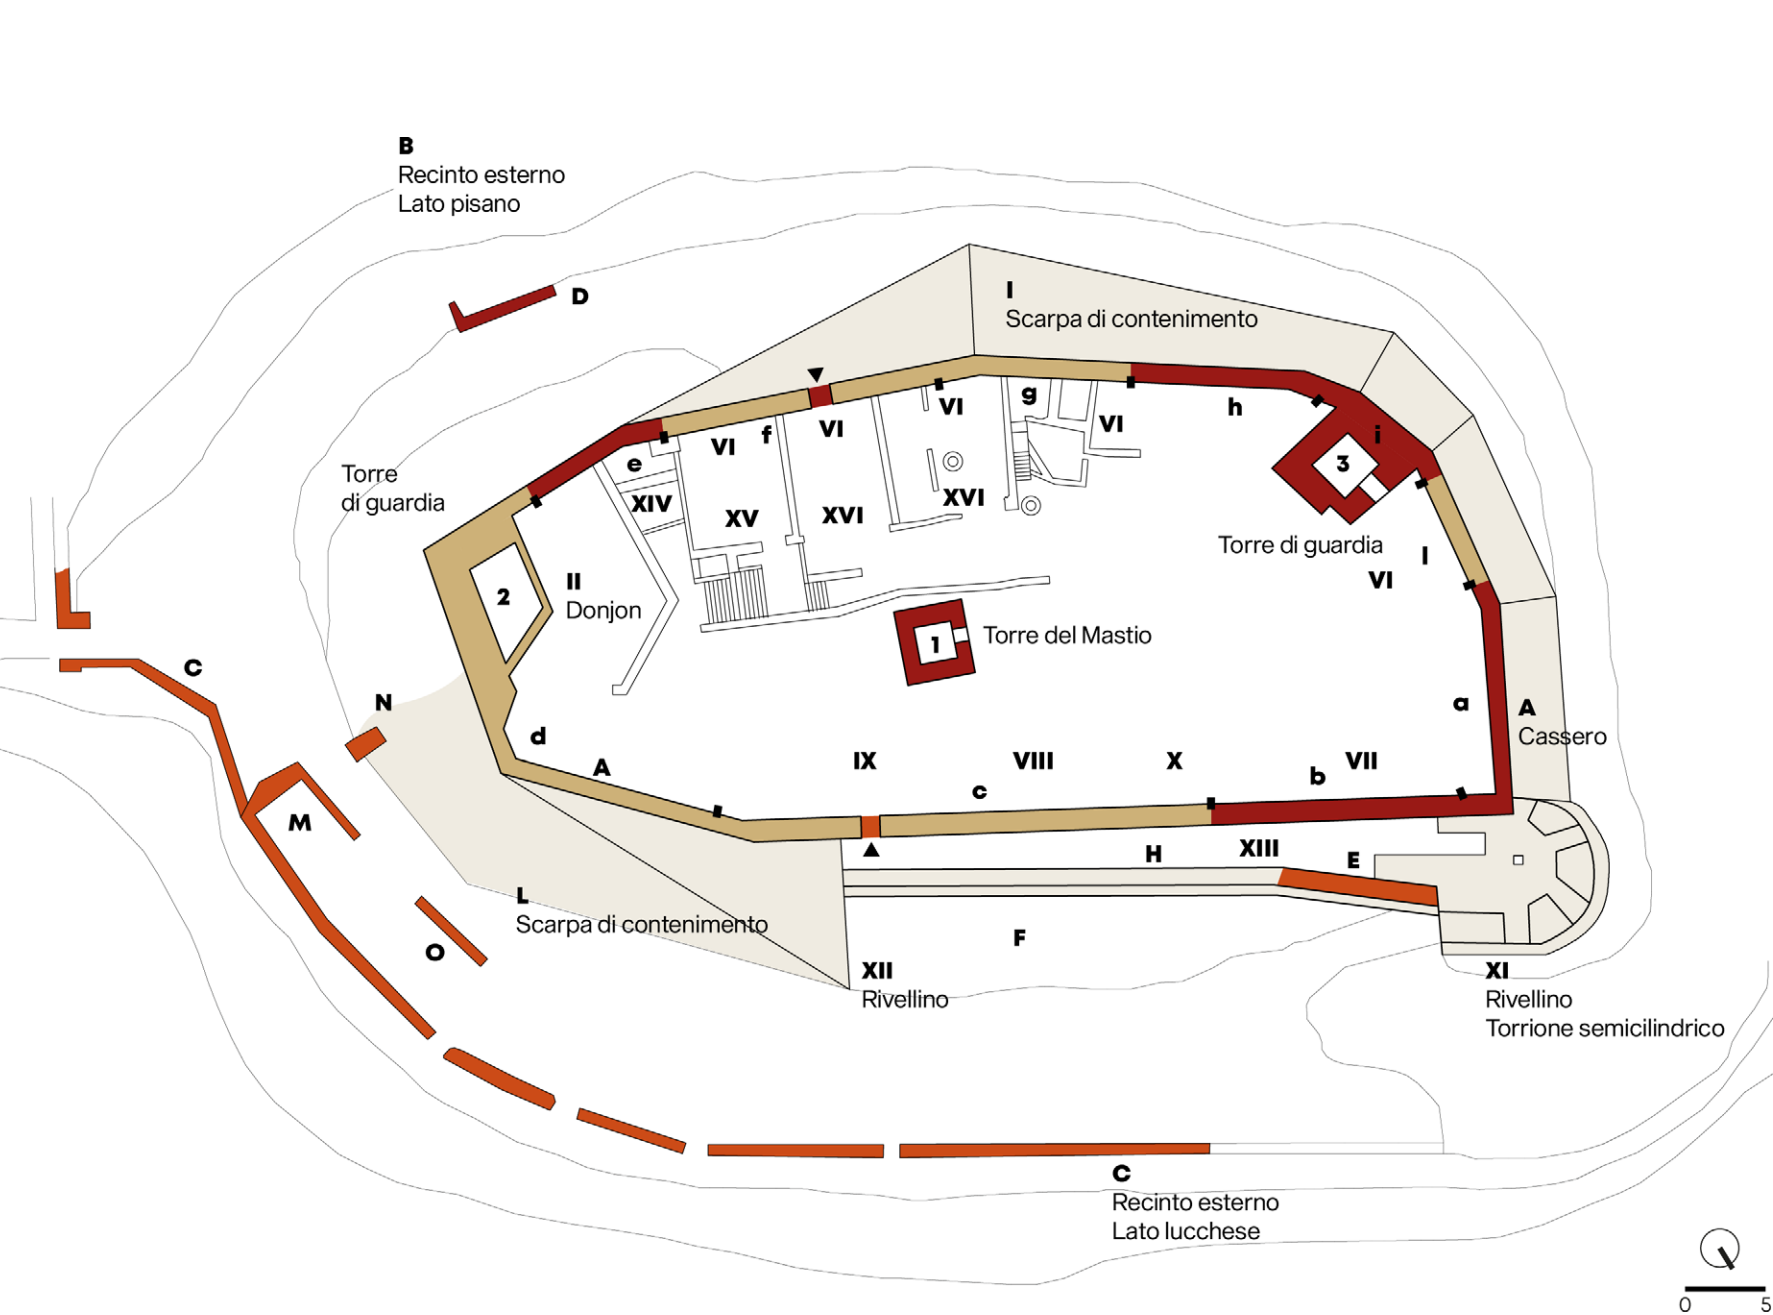 B
Recinto esterno
Lato pisano
D
I
Scarpa di contenimento
Torre
di guardia
e
f
VI
VI
VI
g
VI
h
i
3
XIV
XV
XVI
XVI
Torre di guardia
l
VI
2
II
Donjon
1
Torre del Mastio
C
N
d
A
IX
VIII
X
VII
c
b
a
A
Cassero
M
H
XIII
E
L
Scarpa di contenimento
O
F
XII
Rivellino
XI
Rivellino
Torrione semicilindrico
C
Recinto esterno
Lato lucchese
0 5